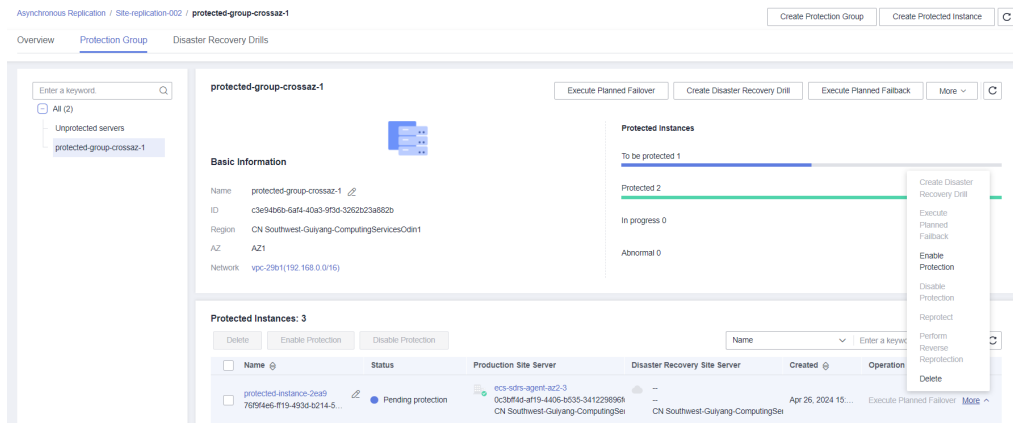 Asynchronous Replication / Site-replication-002 / protected-group-crossaz-1
Create Protection Group
Create Protected Instance
Overview
Protection Group
Disaster Recovery Drills
Enter a keyword.
All (2)
Unprotected servers
protected-group-crossaz-1
protected-group-crossaz-1
Execute Planned Failover
Create Disaster Recovery Drill
Execute Planned Failback
More
Basic Information
Name protected-group-crossaz-1
ID c3e94b6b-6af4-40a3-9f3d-3262b23a882b
Region CN Southwest-Guiyang-ComputingServicesOdin1
AZ AZ1
Network vpc-29b1(192.168.0.0/16)
Protected Instances
To be protected 1
Protected 2
In progress 0
Abnormal 0
Create Disaster
Recovery Drill
Execute
Planned
Failback
Enable
Protection
Disable
Protection
Reprotect
Perform
Reverse
Reprotection
Delete
Protected Instances: 3
Delete
Enable Protection
Disable Protection
Name
Enter a keyw
Name
Status
Production Site Server
Disaster Recovery Site Server
Created
Operation
protected-instance-2ea9
76f9f4e6-ff19-493d-b214-5...
Pending protection
ecs-sdrs-agent-az2-3
0c3bff4d-af19-4406-b535-341229896f
CN Southwest-Guiyang-ComputingSer
--
--
CN Southwest-Guiyang-ComputingSer
Apr 26, 2024 15:...
Execute Planned Failover More